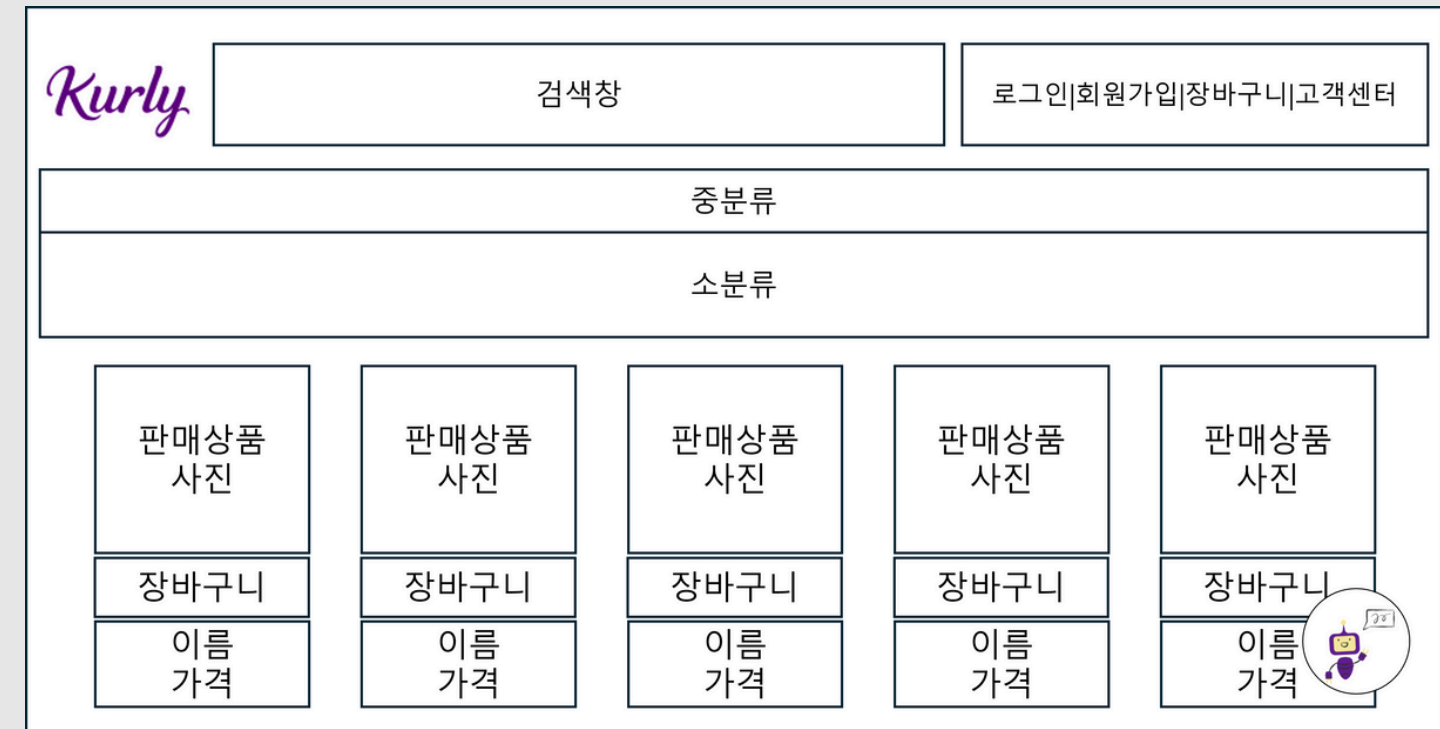 Kurly
검색창
로그인|회원가입|장바구니|고객센터
중분류
소분류
판매상품
사진
판매상품
사진
판매상품
사진
판매상품
사진
판매상품
사진
장바구니
장바구니
장바구니
장바구니
장바구니
이름
가격
이름
가격
이름
가격
이름
가격
이름
가격